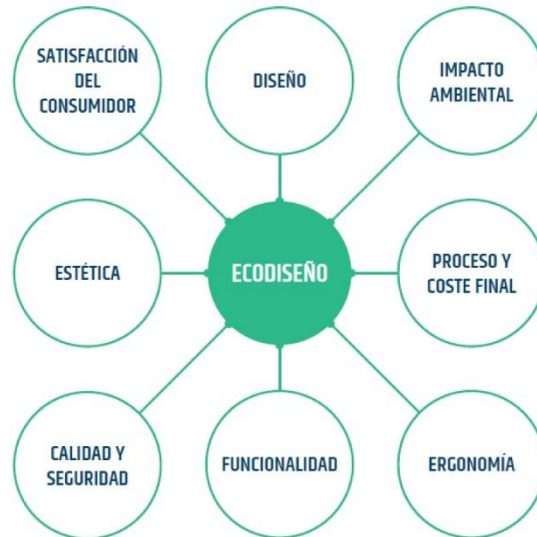 SATISFACCIÓN
DEL
CONSUMIDOR
DISEÑO
IMPACTO
AMBIENTAL
ESTÉTICA
ECODISEÑO
PROCESO Y
COSTE FINAL
CALIDAD Y
SEGURIDAD
FUNCIONALIDAD
ERGONOMÍA